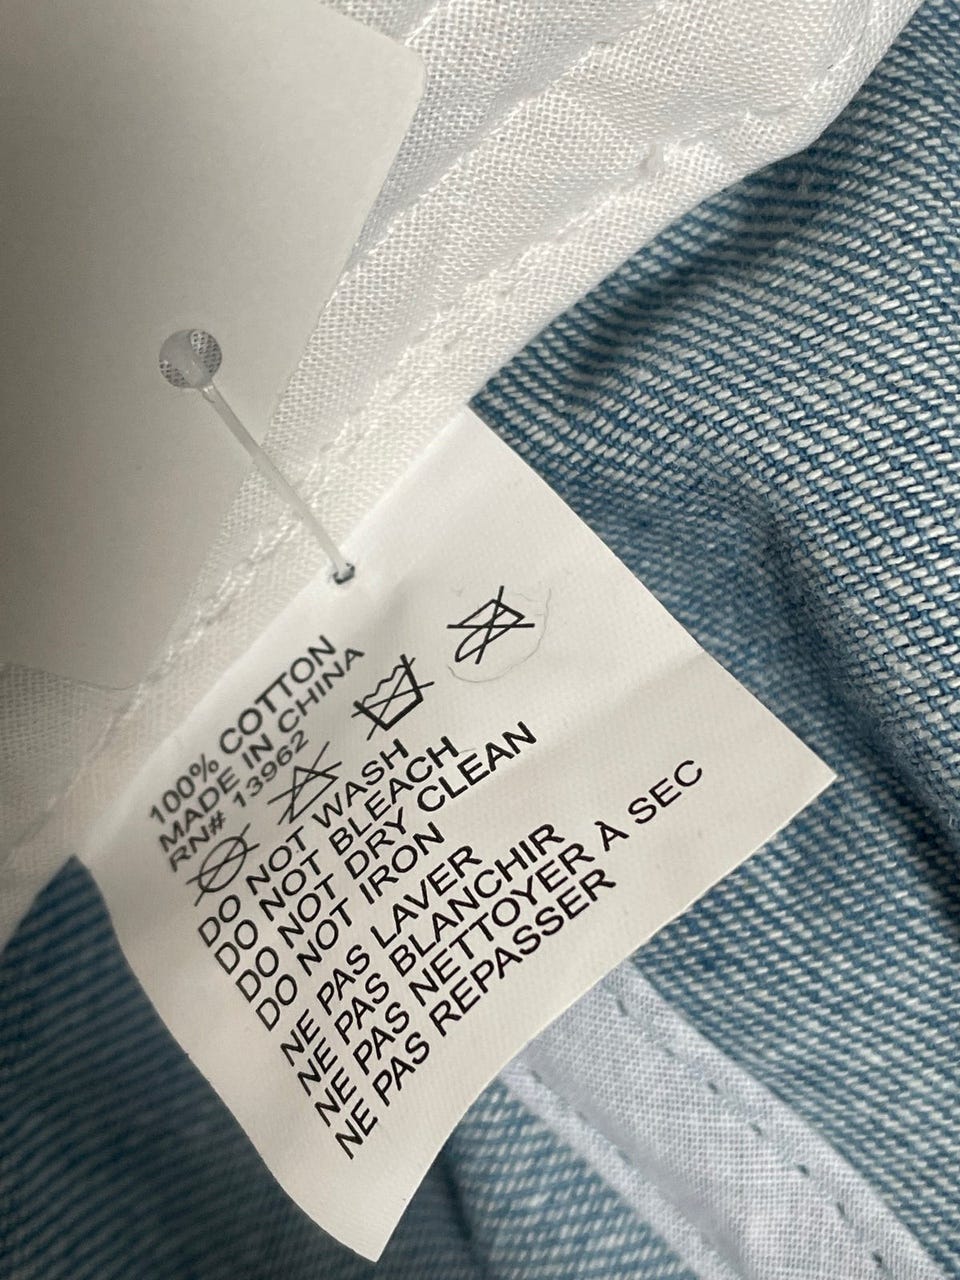 100% COTTON
MADE IN CHINA
RN# 13962
DO NOT WASH
DO NOT BLEACH
DO NOT DRY CLEAN
DO NOT IRON
NE PAS LAVER
NE PAS BLANCHIR
NE PAS NETTOYER À SEC
NE PAS REPASSER